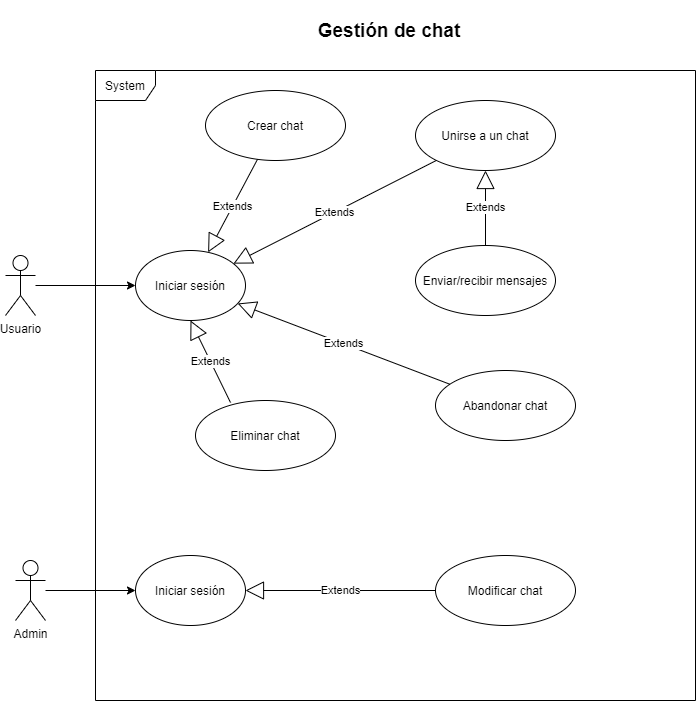 Gestión de chat
System
Crear chat
Unirse a un chat
Extends
Extends
Extends
Iniciar sesión
Enviar/recibir mensajes
Usuario
Extends
Extends
Abandonar chat
Eliminar chat
Iniciar sesión
Extends
Modificar chat
Admin